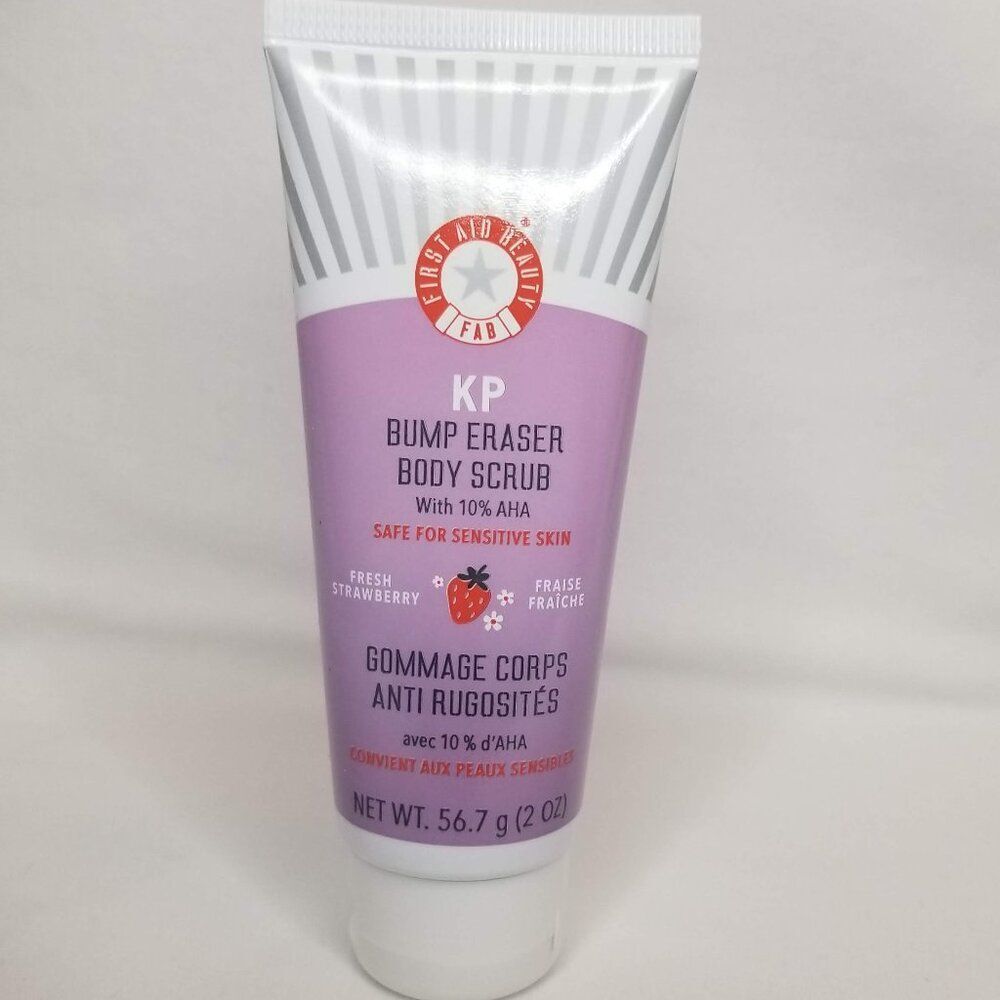 FIRST AID BEAUTY
®
FAB
KP
BUMP ERASER
BODY SCRUB
With 10% AHA
SAFE FOR SENSITIVE SKIN
FRESH
STRAWBERRY
FRAISE
FRAÎCHE
GOMMAGE CORPS
ANTI RUGOSITÉS
avec 10 % d'AHA
CONVIENT AUX PEAUX SENSIBLES
NET WT. 56.7 g (2 OZ)